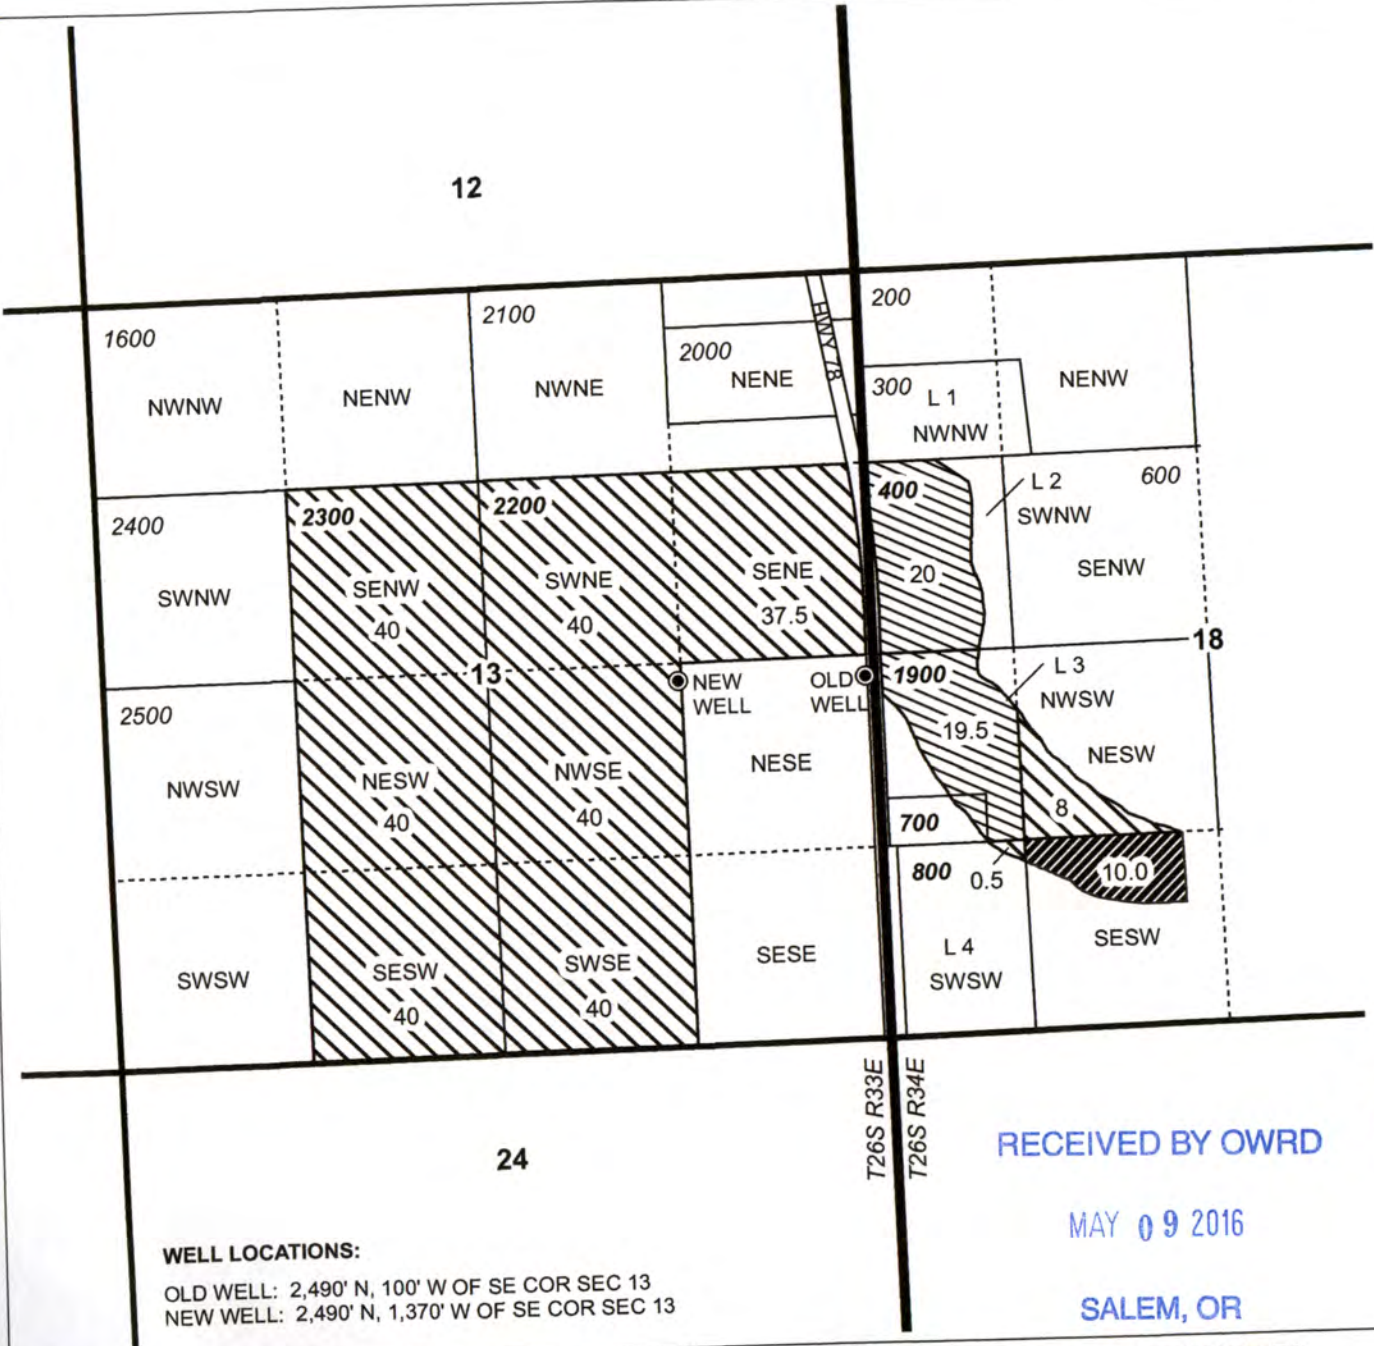 12
1600
NWNW
NENW
2100
NWNE
2000
NENE
HWY 78
200
300
L 1
NWNW
NENW
2400
SWNW
2300
SENW
40
2200
SWNE
40
SENE
37.5
400
20
L 2
SWNW
600
SENW
13
18
2500
NWSW
NESW
40
NWSE
40
NEW
WELL
OLD
WELL
NESE
1900
19.5
L 3
NWSW
NESW
8
700
SWSW
SESW
40
SWSE
40
SESE
800
0.5
10.0
L 4
SWSW
SESW
T26S R33E
T26S R34E
24
RECEIVED BY OWRD
MAY 09 2016
SALEM, OR
WELL LOCATIONS:
OLD WELL: 2,490' N, 100' W OF SE COR SEC 13
NEW WELL: 2,490' N, 1,370' W OF SE COR SEC 13